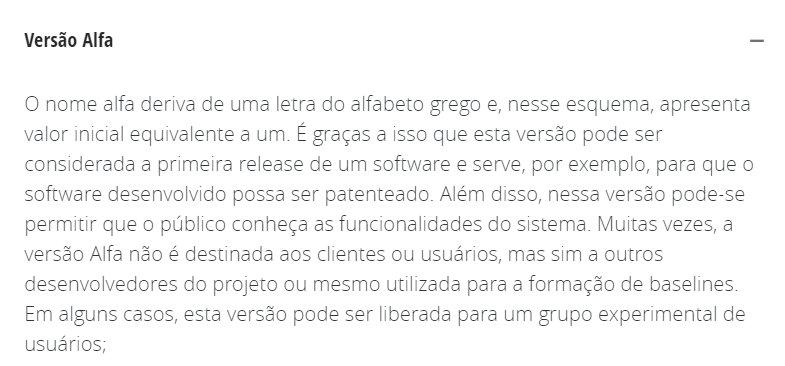 Versão Alfa
O nome alfa deriva de uma letra do alfabeto grego e, nesse esquema, apresenta
valor inicial equivalente a um. É graças a isso que esta versão pode ser
considerada a primeira release de um software e serve, por exemplo, para que o
software desenvolvido possa ser patenteado. Além disso, nessa versão pode-se
permitir que o público conheça as funcionalidades do sistema. Muitas vezes, a
versão Alfa não é destinada aos clientes ou usuários, mas sim a outros
desenvolvedores do projeto ou mesmo utilizada para a formação de baselines.
Em alguns casos, esta versão pode ser liberada para um grupo experimental de
usuários;